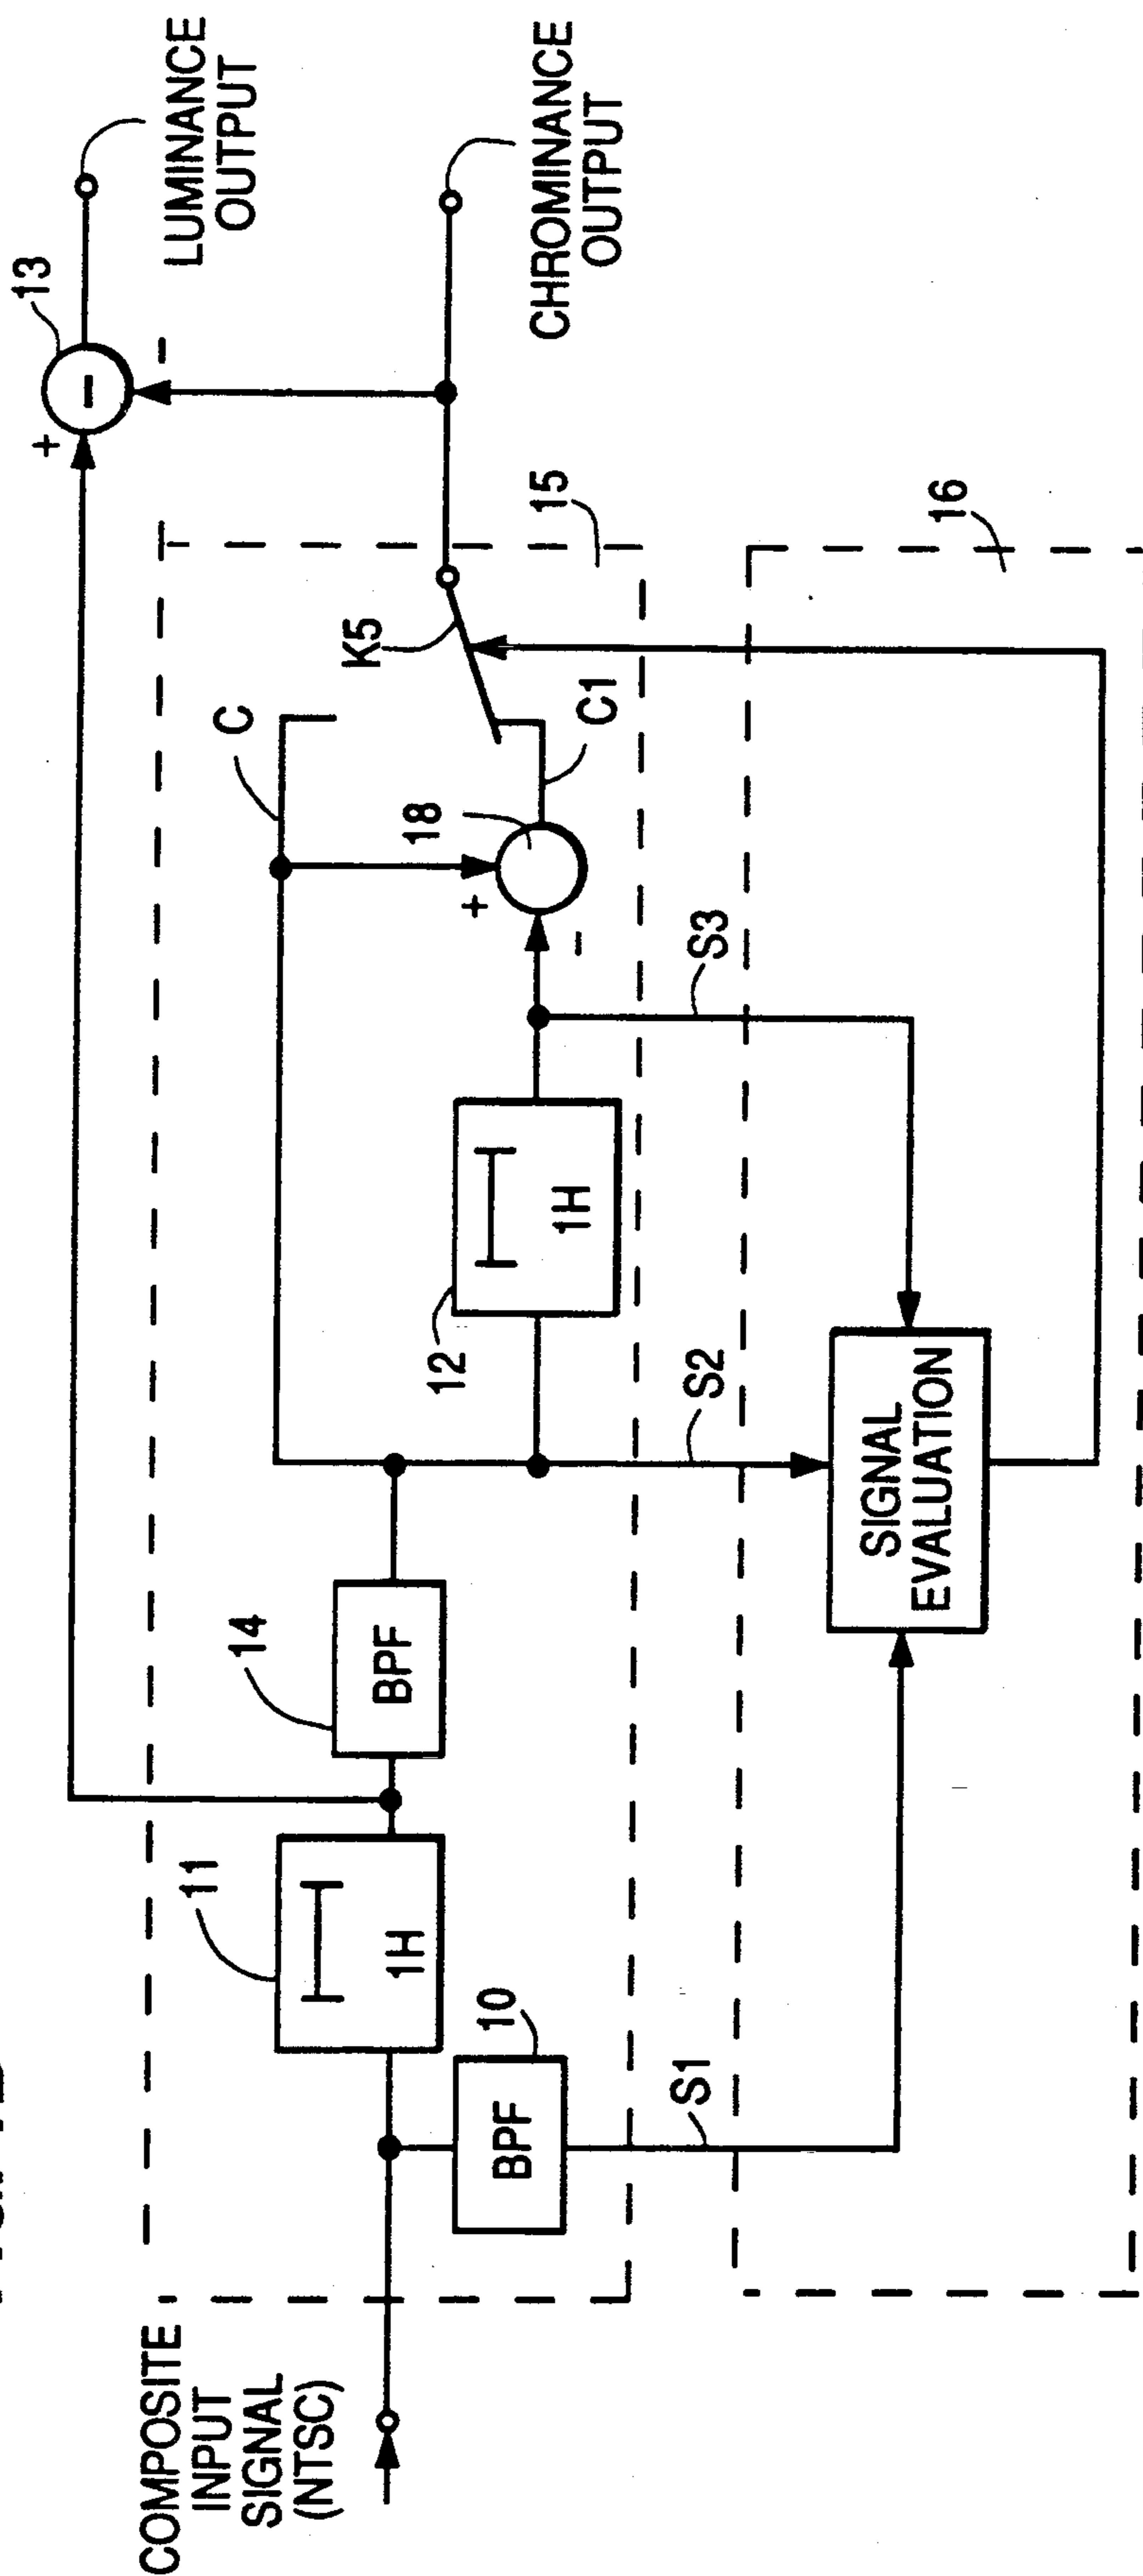 13
LUMINANCE
OUTPUT
+
-
-
CHROMINANCE
OUTPUT
COMPOSITE
INPUT
SIGNAL
(NTSC)
11
1H
14
BPF
C
K5
15
10
BPF
12
1H
18
+
-
C1
S1
S2
S3
16
SIGNAL
EVALUATION